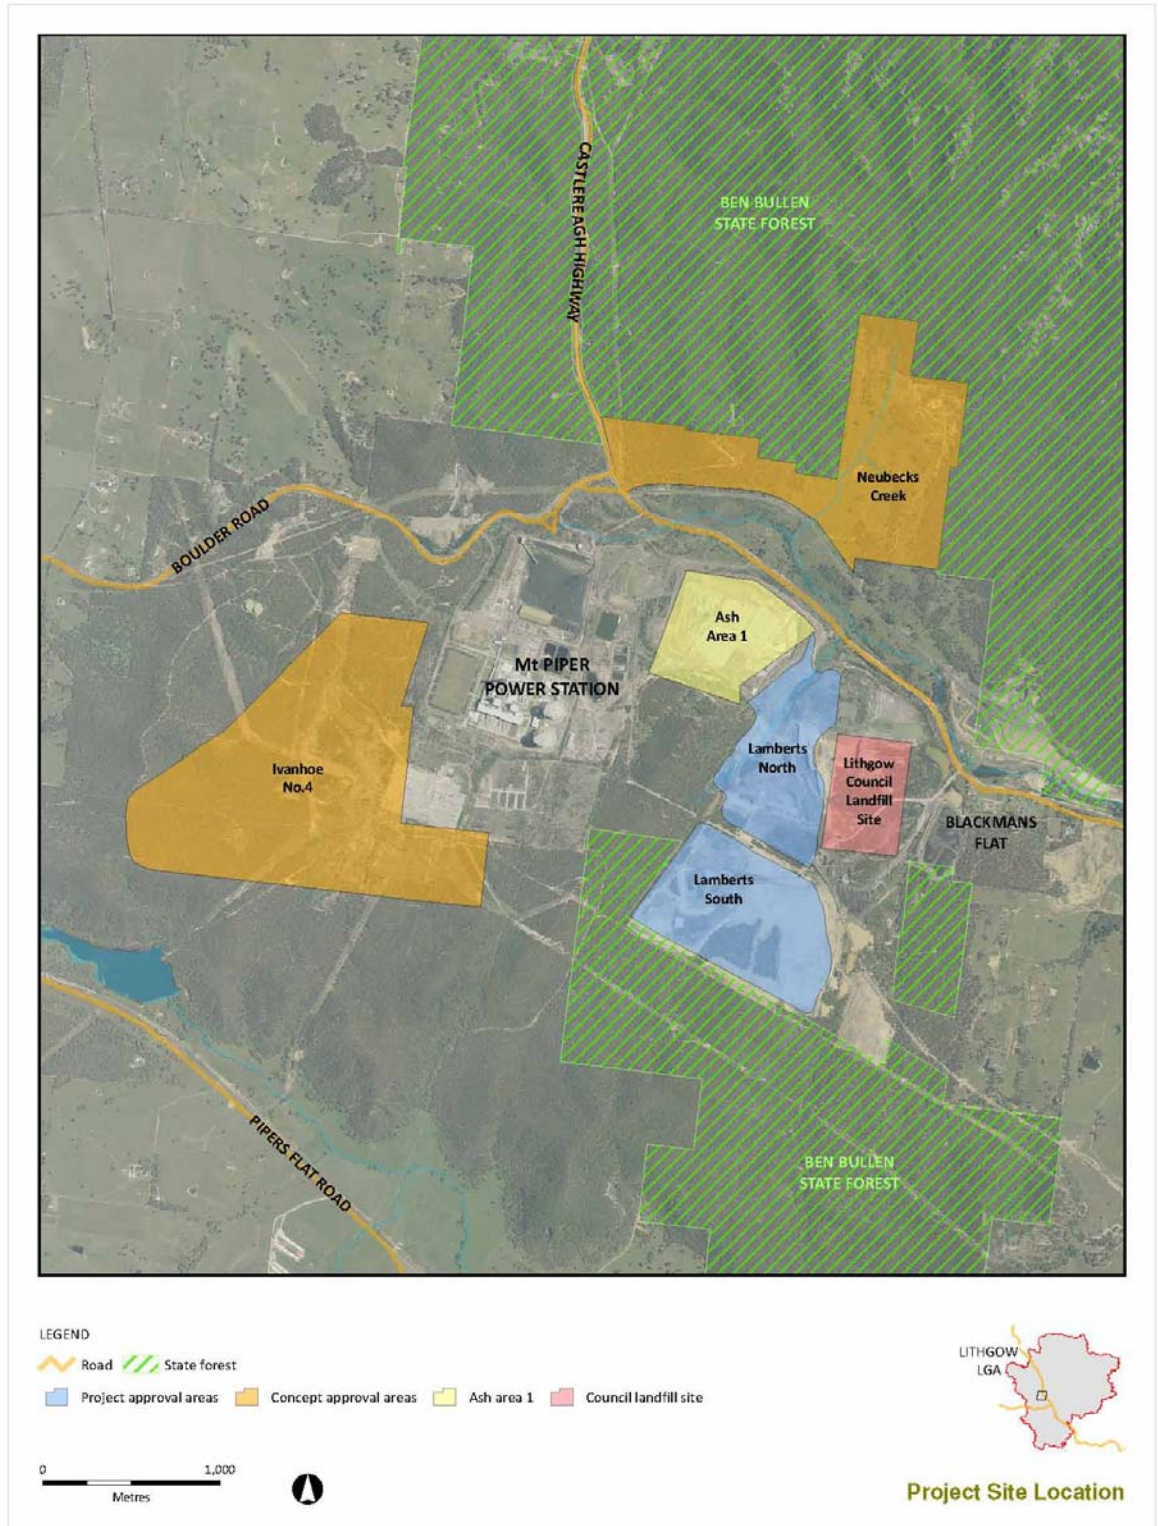 CASTLEREAGH HIGHWAY
BEN BULLEN
STATE FOREST
Neubecks
Creek
BOULDER ROAD
Ash
Area 1
Mt PIPER
POWER STATION
Ivanhoe
No.4
Lamberts
North
Lithgow
Council
Landfill
Site
BLACKMANS
FLAT
Lamberts
South
PIPERS FLAT ROAD
BEN BULLEN
STATE FOREST
LEGEND
Road State forest
Project approval areas Concept approval areas Ash area 1 Council landfill site
LITHGOW
LGA
0 1,000
Metres
Project Site Location